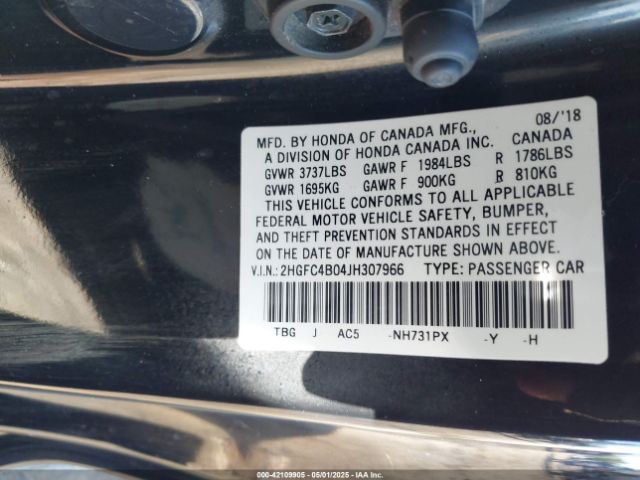 08/'18
MFD. BY HONDA OF CANADA MFG., CANADA
A DIVISION OF HONDA CANADA INC.
GVWR 3737LBS GAWR F 1984LBS R 1786LBS
GVWR 1695KG GAWR F 900KG R 810KG
THIS VEHICLE CONFORMS TO ALL APPLICABLE
FEDERAL MOTOR VEHICLE SAFETY, BUMPER,
AND THEFT PREVENTION STANDARDS IN EFFECT
ON THE DATE OF MANUFACTURE SHOWN ABOVE.
V.I.N.: 2HGFC4B04JH307966 TYPE: PASSENGER CAR
TBG J AC5 -NH731PX -Y -H
000-42109905 - 05/01/2025 - IAA Inc.